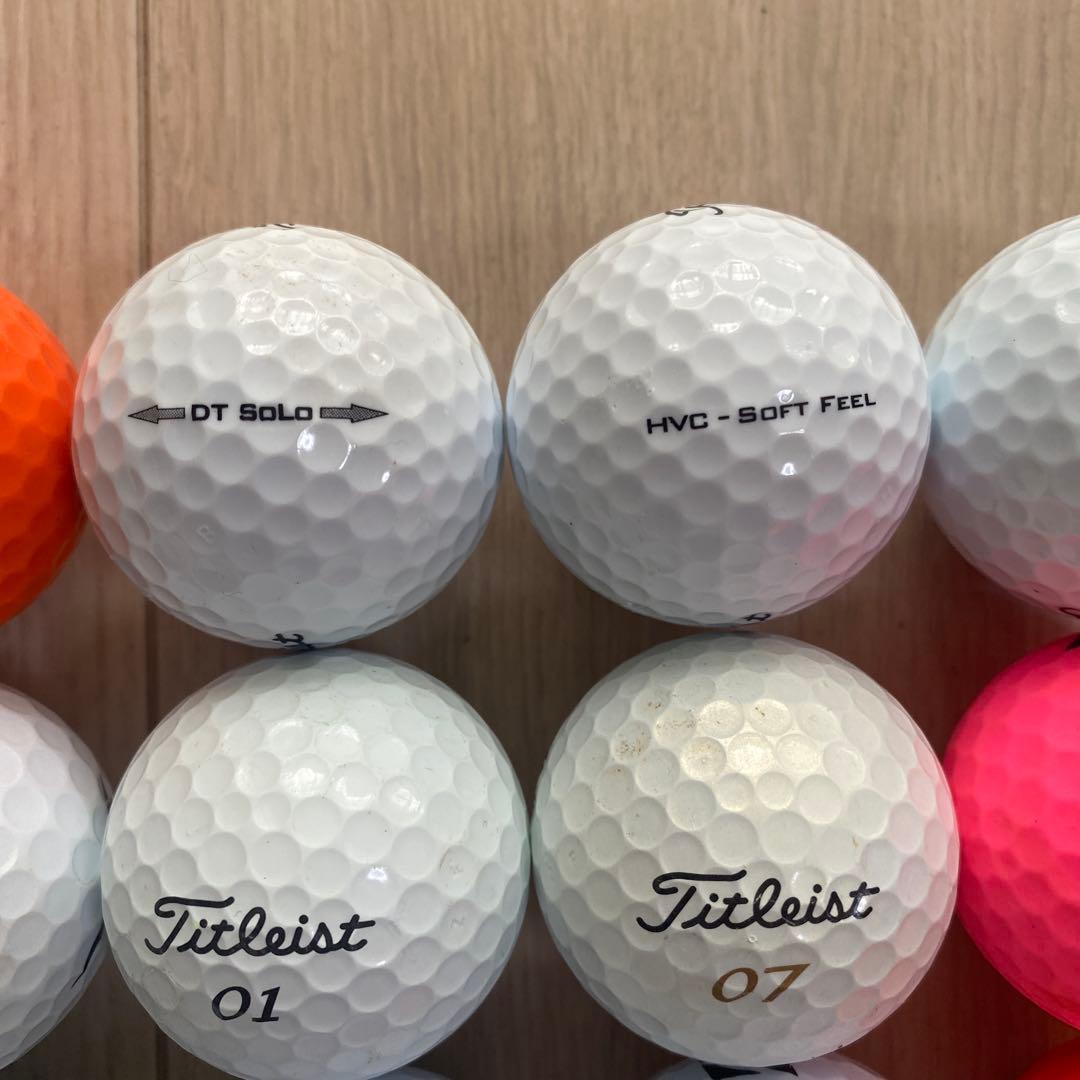 DT SoLo
HVC - SOFT FEEL
Titleist
01
Titleist
07